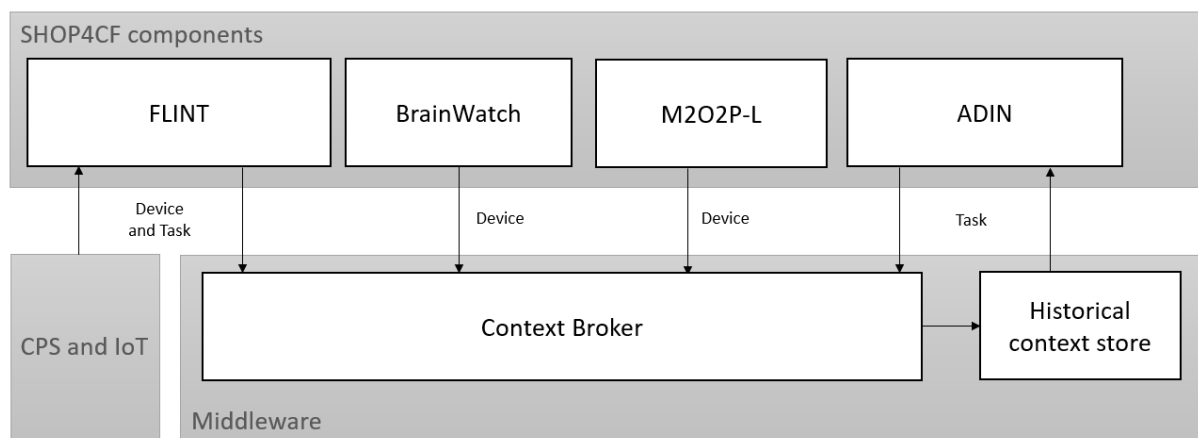 SHOP4CF components
FLINT
BrainWatch
M2O2P-L
ADIN
Device
and Task
Device
Device
Task
CPS and IoT
Context Broker
Historical
context store
Middleware